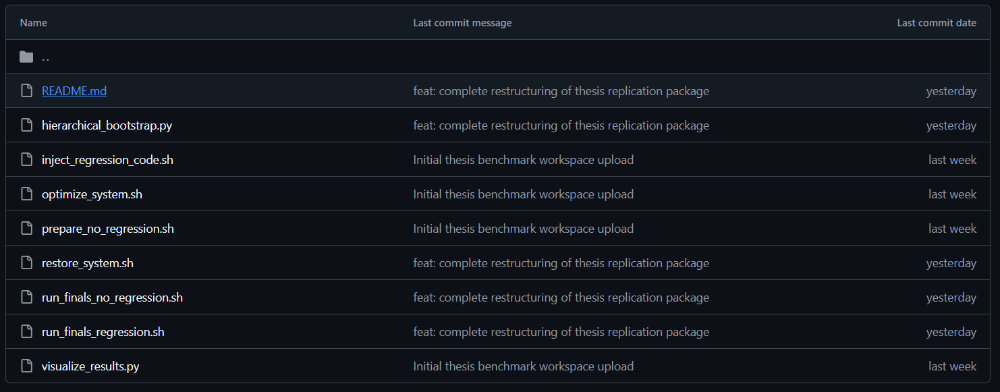 Name Last commit message Last commit date
..
README.md feat: complete restructuring of thesis replication package yesterday
hierarchical_bootstrap.py feat: complete restructuring of thesis replication package yesterday
inject_regression_code.sh Initial thesis benchmark workspace upload last week
optimize_system.sh Initial thesis benchmark workspace upload last week
prepare_no_regression.sh Initial thesis benchmark workspace upload last week
restore_system.sh feat: complete restructuring of thesis replication package yesterday
run_finals_no_regression.sh feat: complete restructuring of thesis replication package yesterday
run_finals_regression.sh feat: complete restructuring of thesis replication package yesterday
visualize_results.py Initial thesis benchmark workspace upload last week